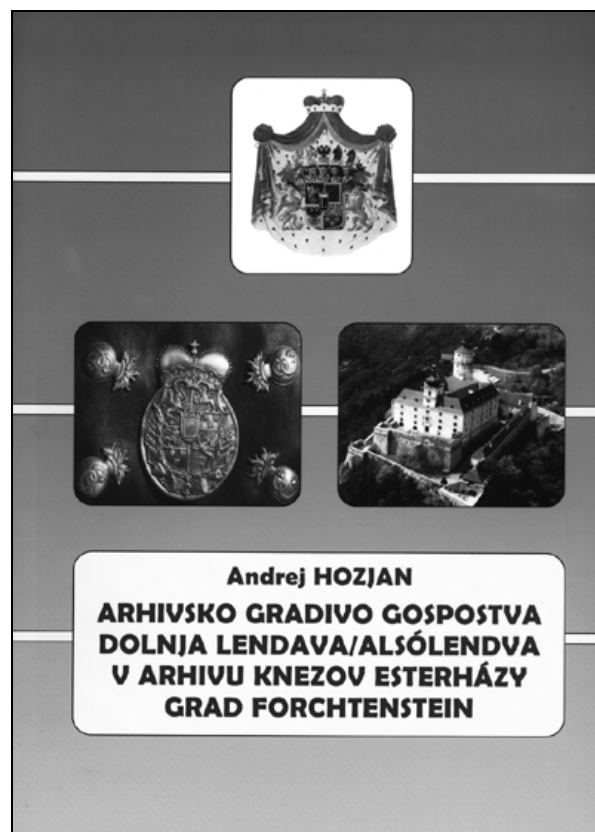 Andrej HOZJAN
ARHIVSKO GRADIVO GOSPOSTVA
DOLNJA LENDAVA/ALSÓLENDVA
V ARHIVU KNEZOV ESTERHÁZY
GRAD FORCHTENSTEIN